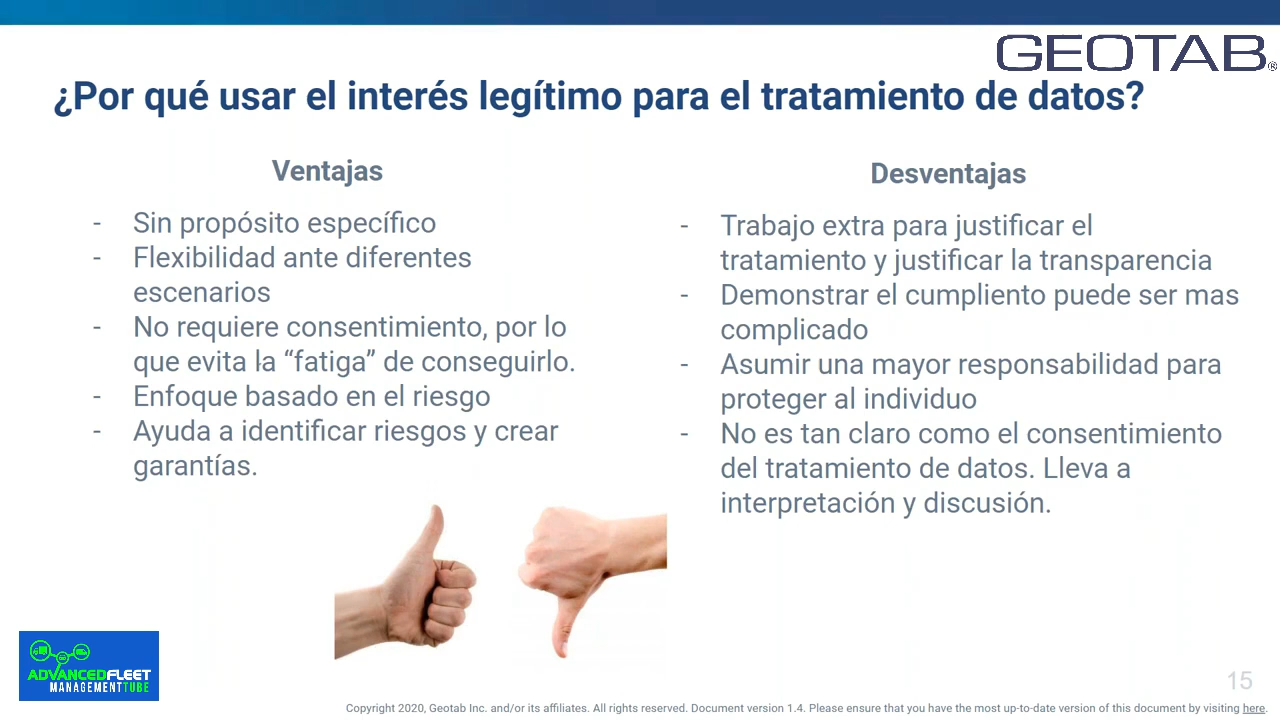 GEOTAB®
¿Por qué usar el interés legítimo para el tratamiento de datos?
Ventajas
- Sin propósito específico
- Flexibilidad ante diferentes
escenarios
- No requiere consentimiento, por lo
que evita la “fatiga” de conseguirlo.
- Enfoque basado en el riesgo
- Ayuda a identificar riesgos y crear
garantías.
Desventajas
- Trabajo extra para justificar el
tratamiento y justificar la transparencia
- Demonstrar el cumpliento puede ser mas
complicado
- Asumir una mayor responsabilidad para
proteger al individuo
- No es tan claro como el consentimiento
del tratamiento de datos. Lleva a
interpretación y discusión.
ADVANCEDFLEET
MANAGEMENTTUBE
15
Copyright 2020, Geotab Inc. and/or its affiliates. All rights reserved. Document version 1.4. Please ensure that you have the most up-to-date version of this document by visiting here.